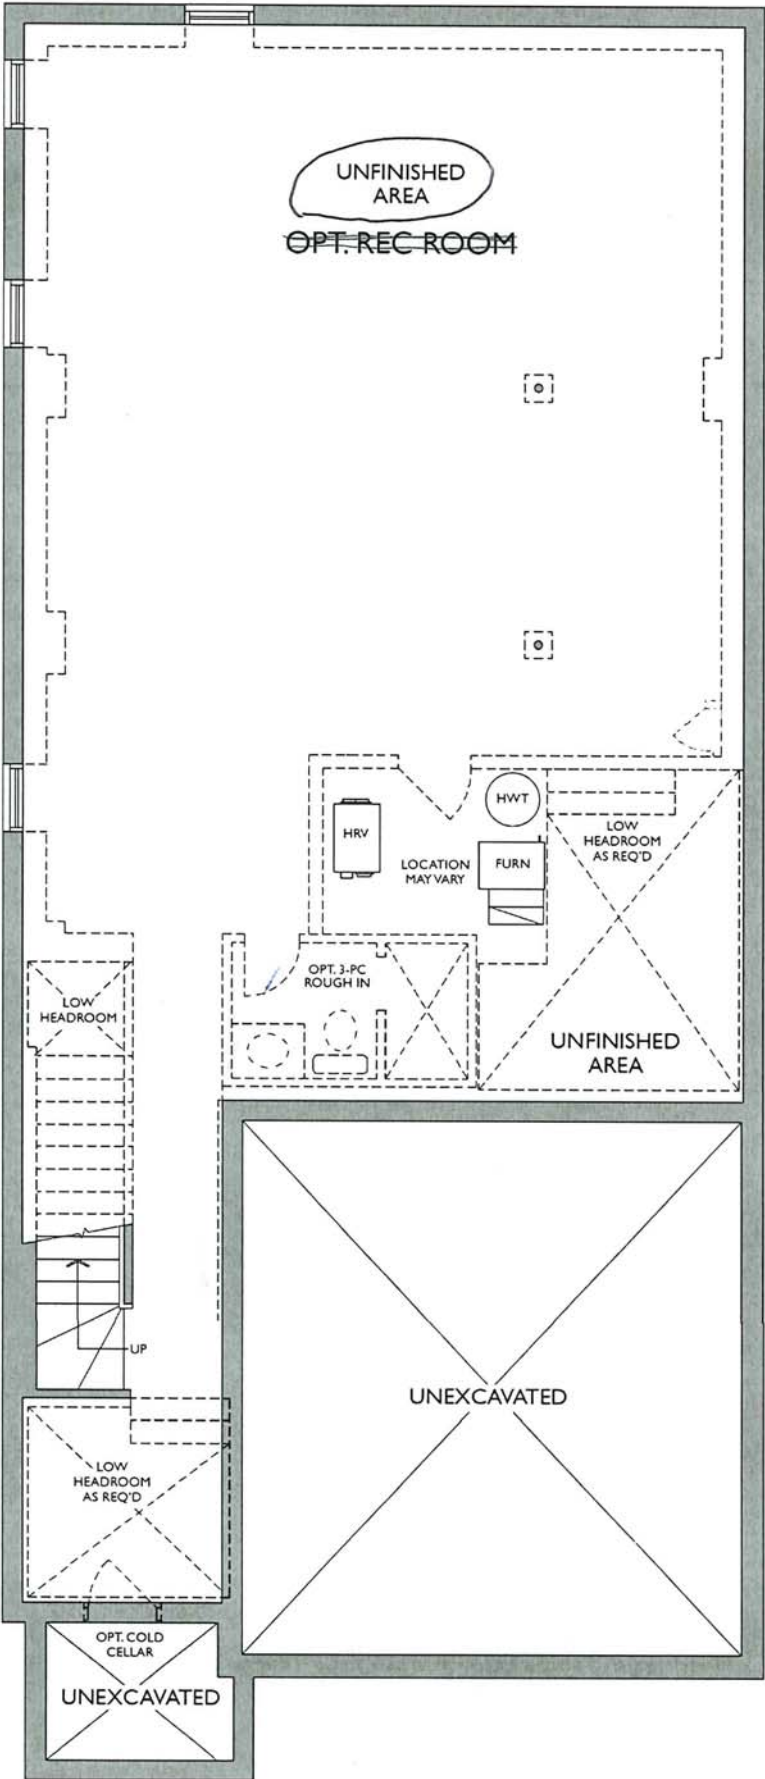 UNFINISHED
AREA
OPT. REC ROOM
HWT
HRV
LOW
HEADROOM
AS REQ'D
LOCATION
MAY VARY
FURN
OPT. 3-PC
ROUGH IN
LOW
HEADROOM
UNFINISHED
AREA
UP
UNEXCAVATED
LOW
HEADROOM
AS REQ'D
OPT. COLD
CELLAR
UNEXCAVATED